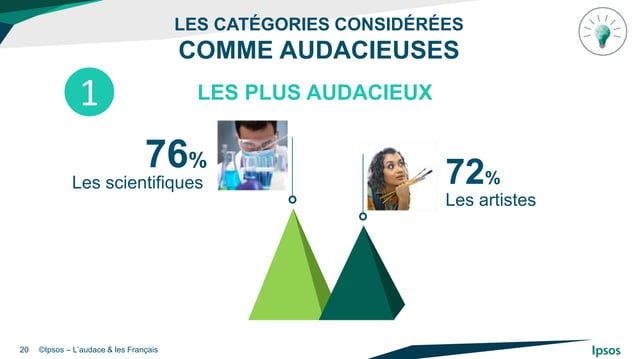 LES CATÉGORIES CONSIDÉRÉES
COMME AUDACIEUSES
1
LES PLUS AUDACIEUX
76%
Les scientifiques
72%
Les artistes
20 ©Ipsos – L’audace & les Français
Ipsos